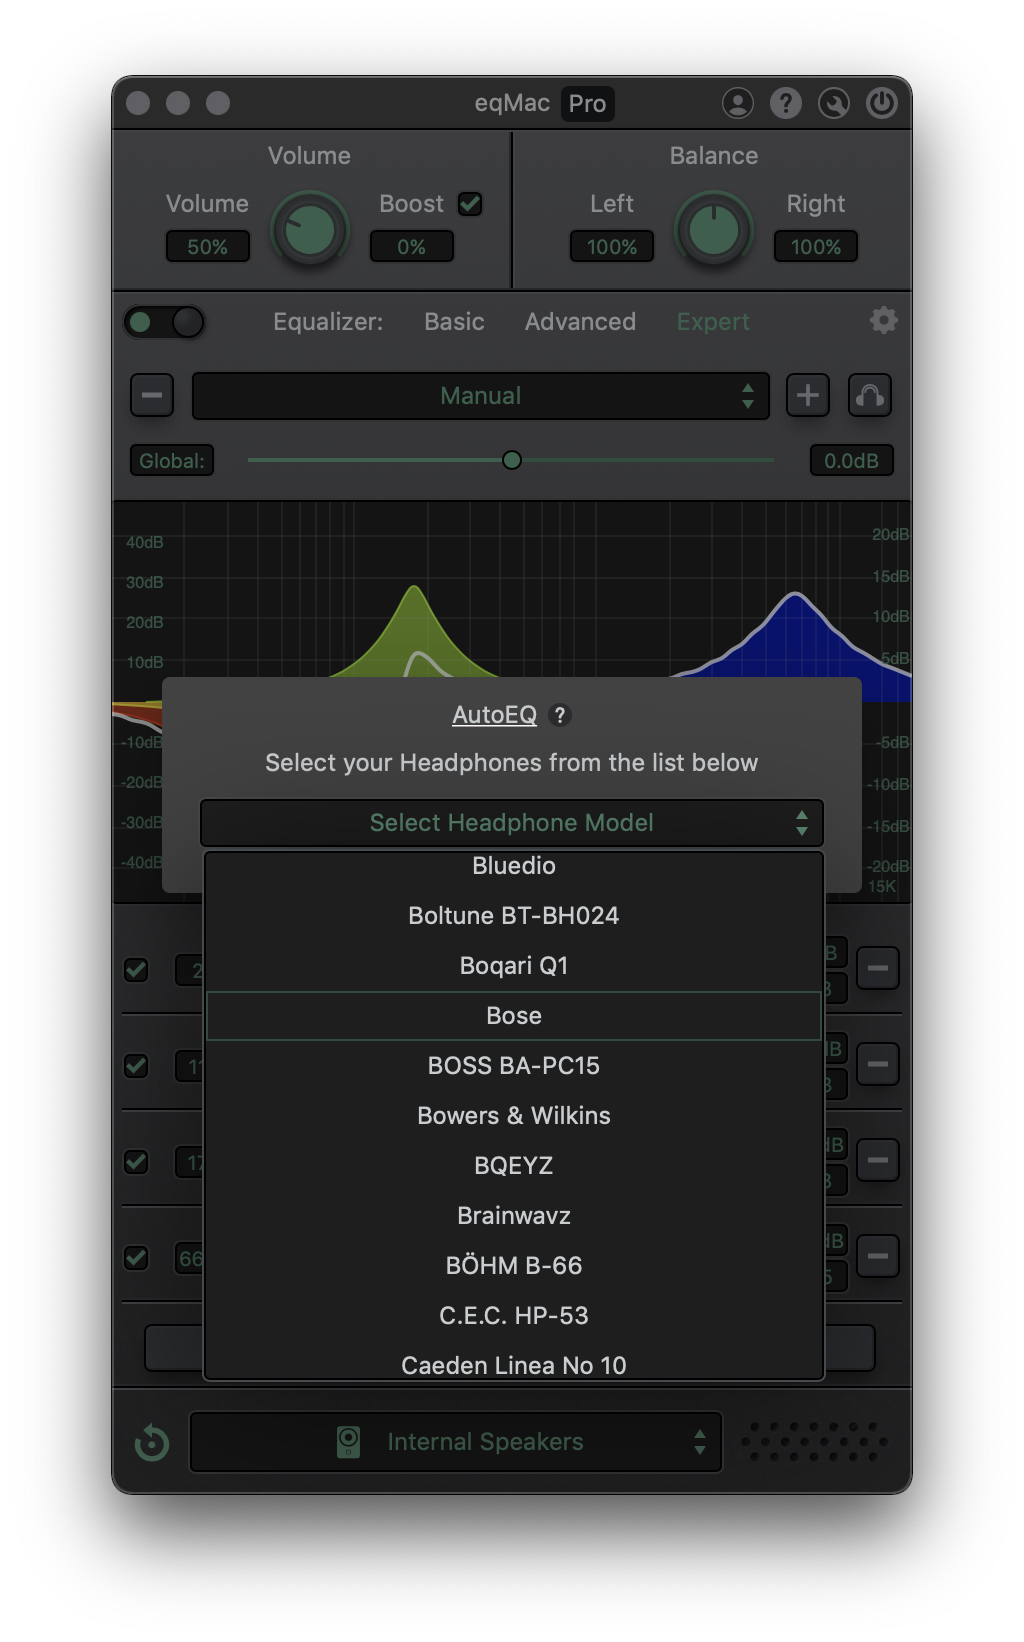 eqMac Pro
Volume
Balance
Volume
Boost
Left
Right
50%
0%
100%
100%
Equalizer:
Basic
Advanced
Expert
Manual
Global:
0.0dB
40dB
20dB
30dB
15dB
20dB
10dB
10dB
5dB
AutoEQ ?
Select your Headphones from the list below
-10dB
-5dB
-20dB
-10dB
-30dB
-15dB
-40dB
-20dB
15K
Select Headphone Model
Bluedio
Boltune BT-BH024
Boqari Q1
Bose
BOSS BA-PC15
Bowers & Wilkins
BQEYZ
Brainwavz
BÖHM B-66
C.E.C. HP-53
Caeden Linea No 10
Internal Speakers